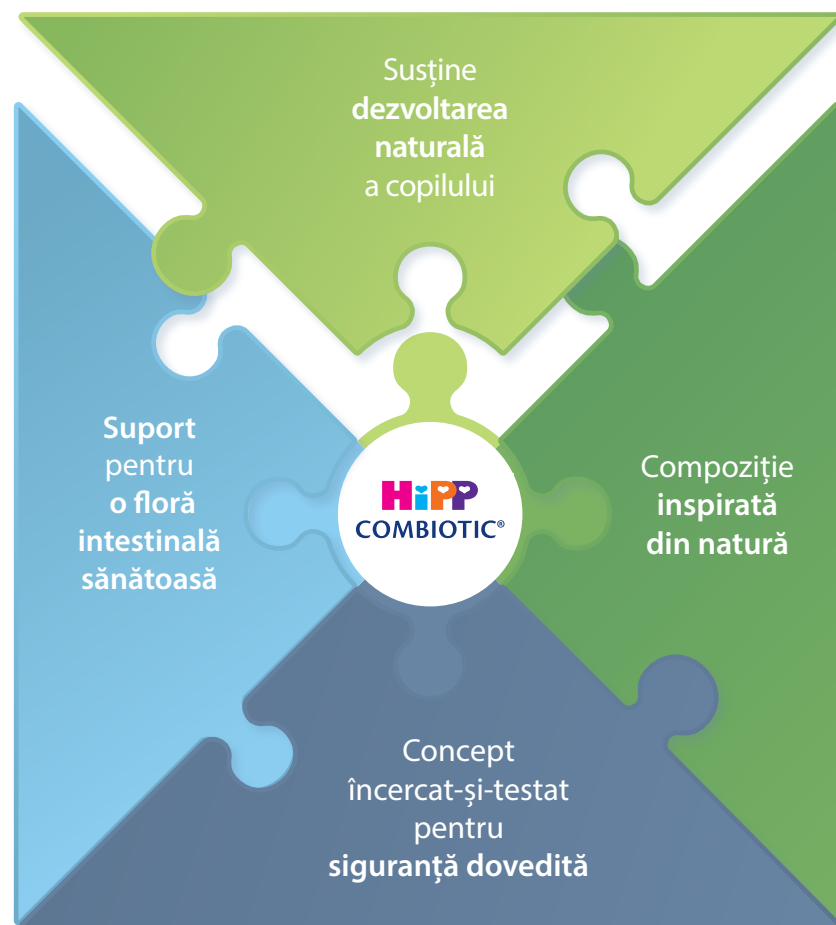 Susține
dezvoltarea
naturală
a copilului
Suport
pentru
o floră
intestinală
sănătoasă
HiPP
COMBIOTIC®
Compoziție
inspirată
din natură
Concept
încercat-și-testat
pentru
siguranță dovedită